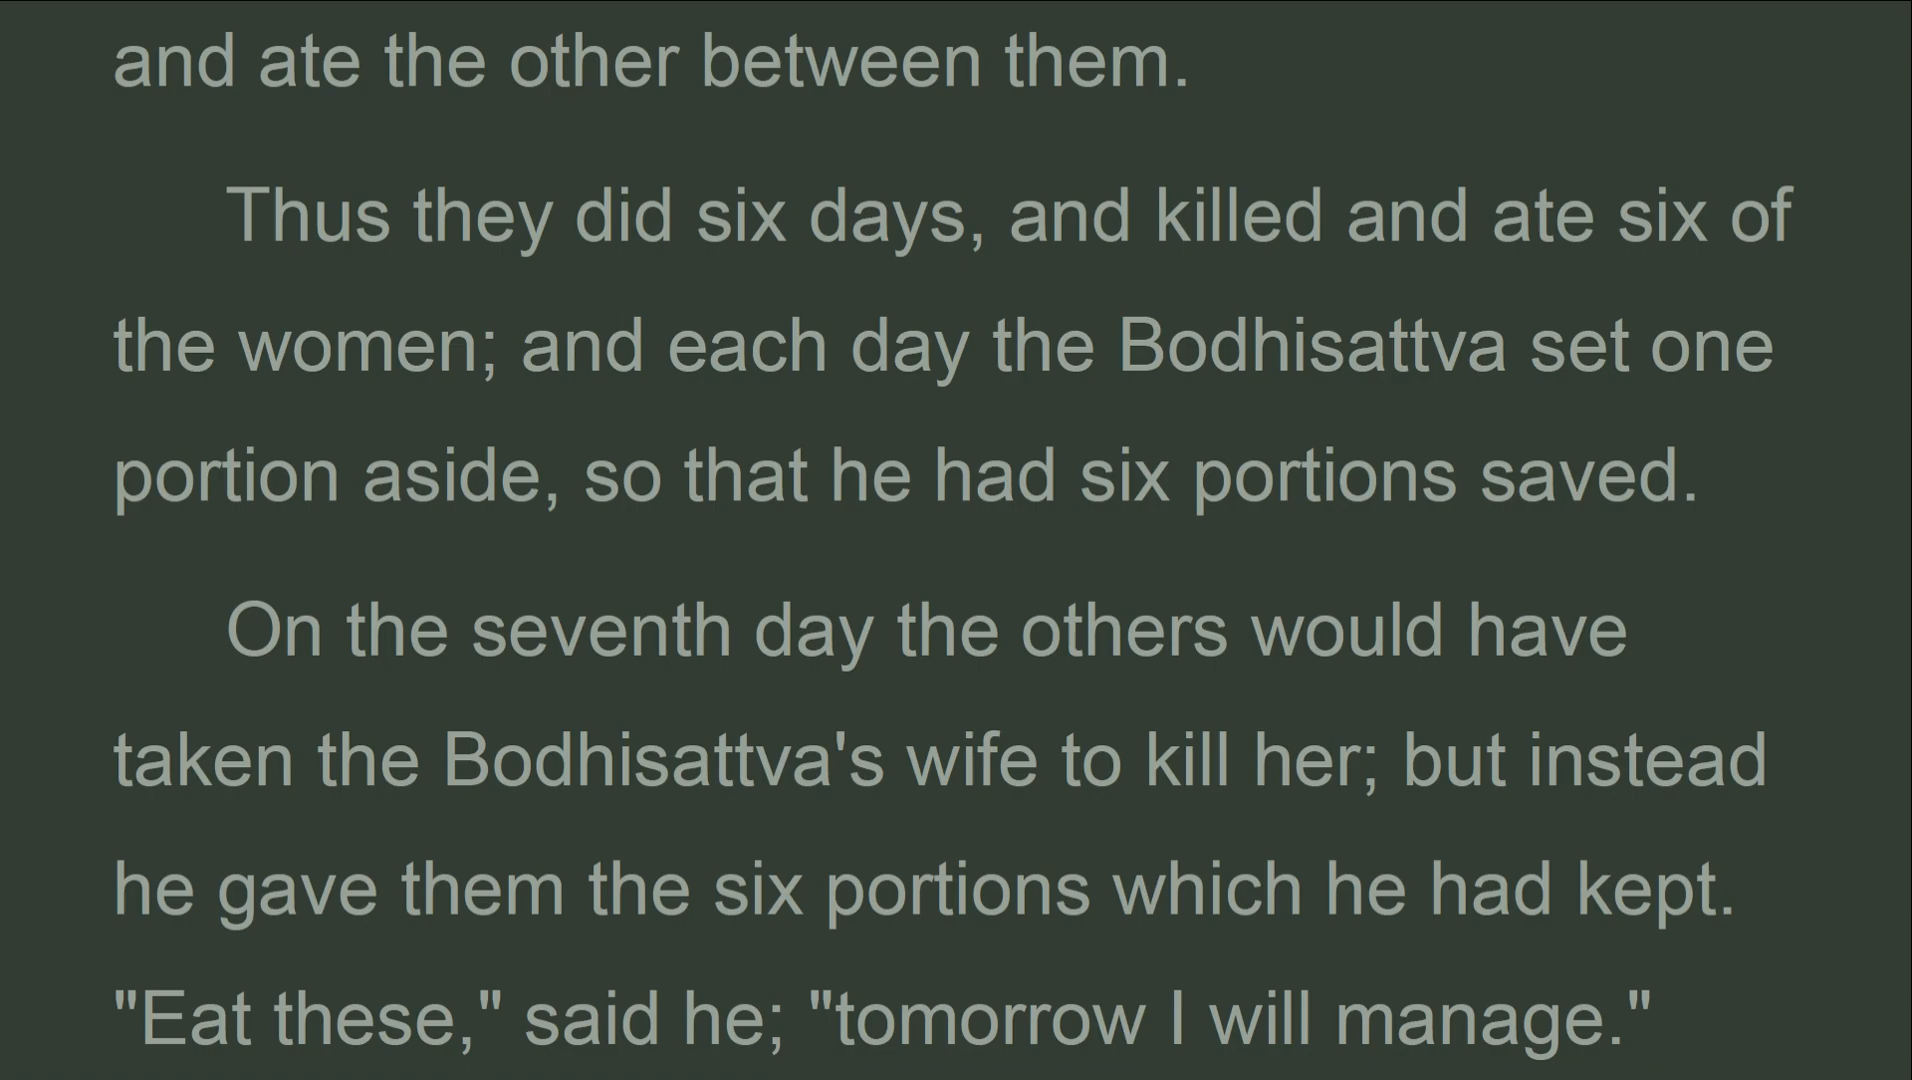 and ate the other between them.
Thus they did six days, and killed and ate six of
the women; and each day the Bodhisattva set one
portion aside, so that he had six portions saved.
On the seventh day the others would have
taken the Bodhisattva's wife to kill her; but instead
he gave them the six portions which he had kept.
"Eat these," said he; "tomorrow I will manage."